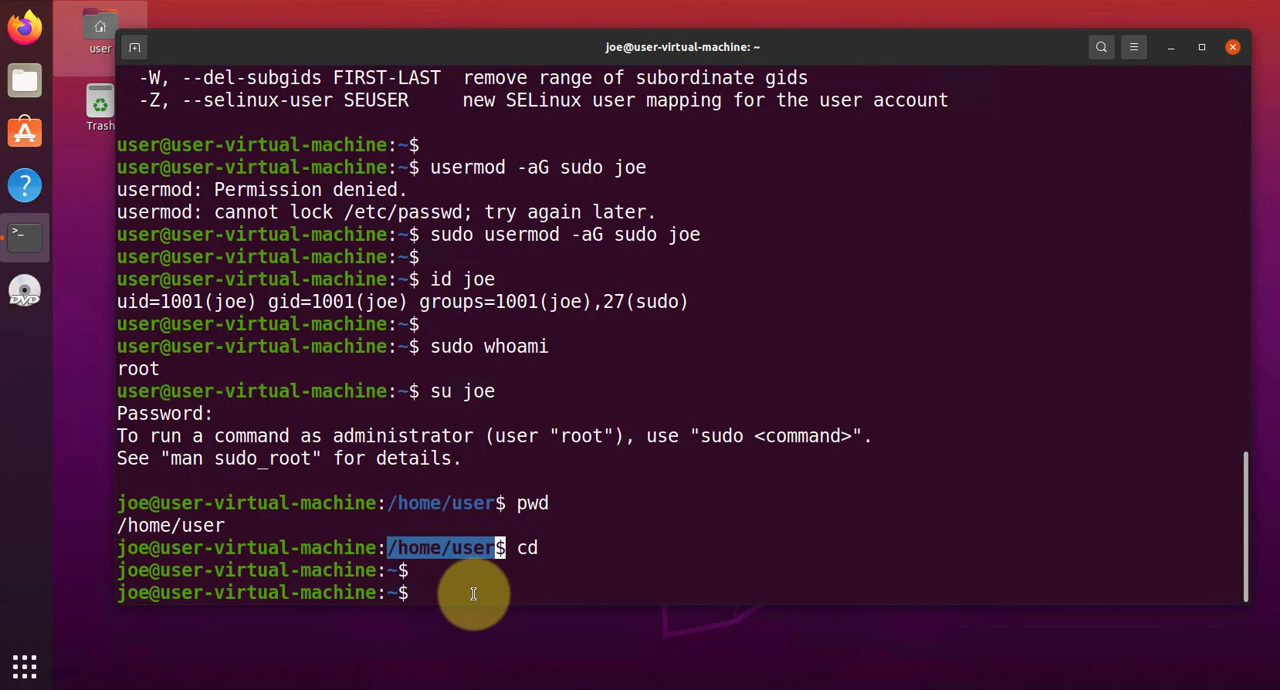 joe@user-virtual-machine: ~
user
Trash
-W, --del-subgids FIRST-LAST remove range of subordinate gids
-Z, --selinux-user SEUSER new SELinux user mapping for the user account
user@user-virtual-machine:~$
user@user-virtual-machine:~$ usermod -aG sudo joe
usermod: Permission denied.
usermod: cannot lock /etc/passwd; try again later.
user@user-virtual-machine:~$ sudo usermod -aG sudo joe
user@user-virtual-machine:~$
user@user-virtual-machine:~$ id joe
uid=1001(joe) gid=1001(joe) groups=1001(joe),27(sudo)
user@user-virtual-machine:~$
user@user-virtual-machine:~$ sudo whoami
root
user@user-virtual-machine:~$ su joe
Password:
To run a command as administrator (user "root"), use "sudo <command>".
See "man sudo_root" for details.
joe@user-virtual-machine:/home/user$ pwd
/home/user
joe@user-virtual-machine:/home/user$ cd
joe@user-virtual-machine:~$
joe@user-virtual-machine:~$
DVD